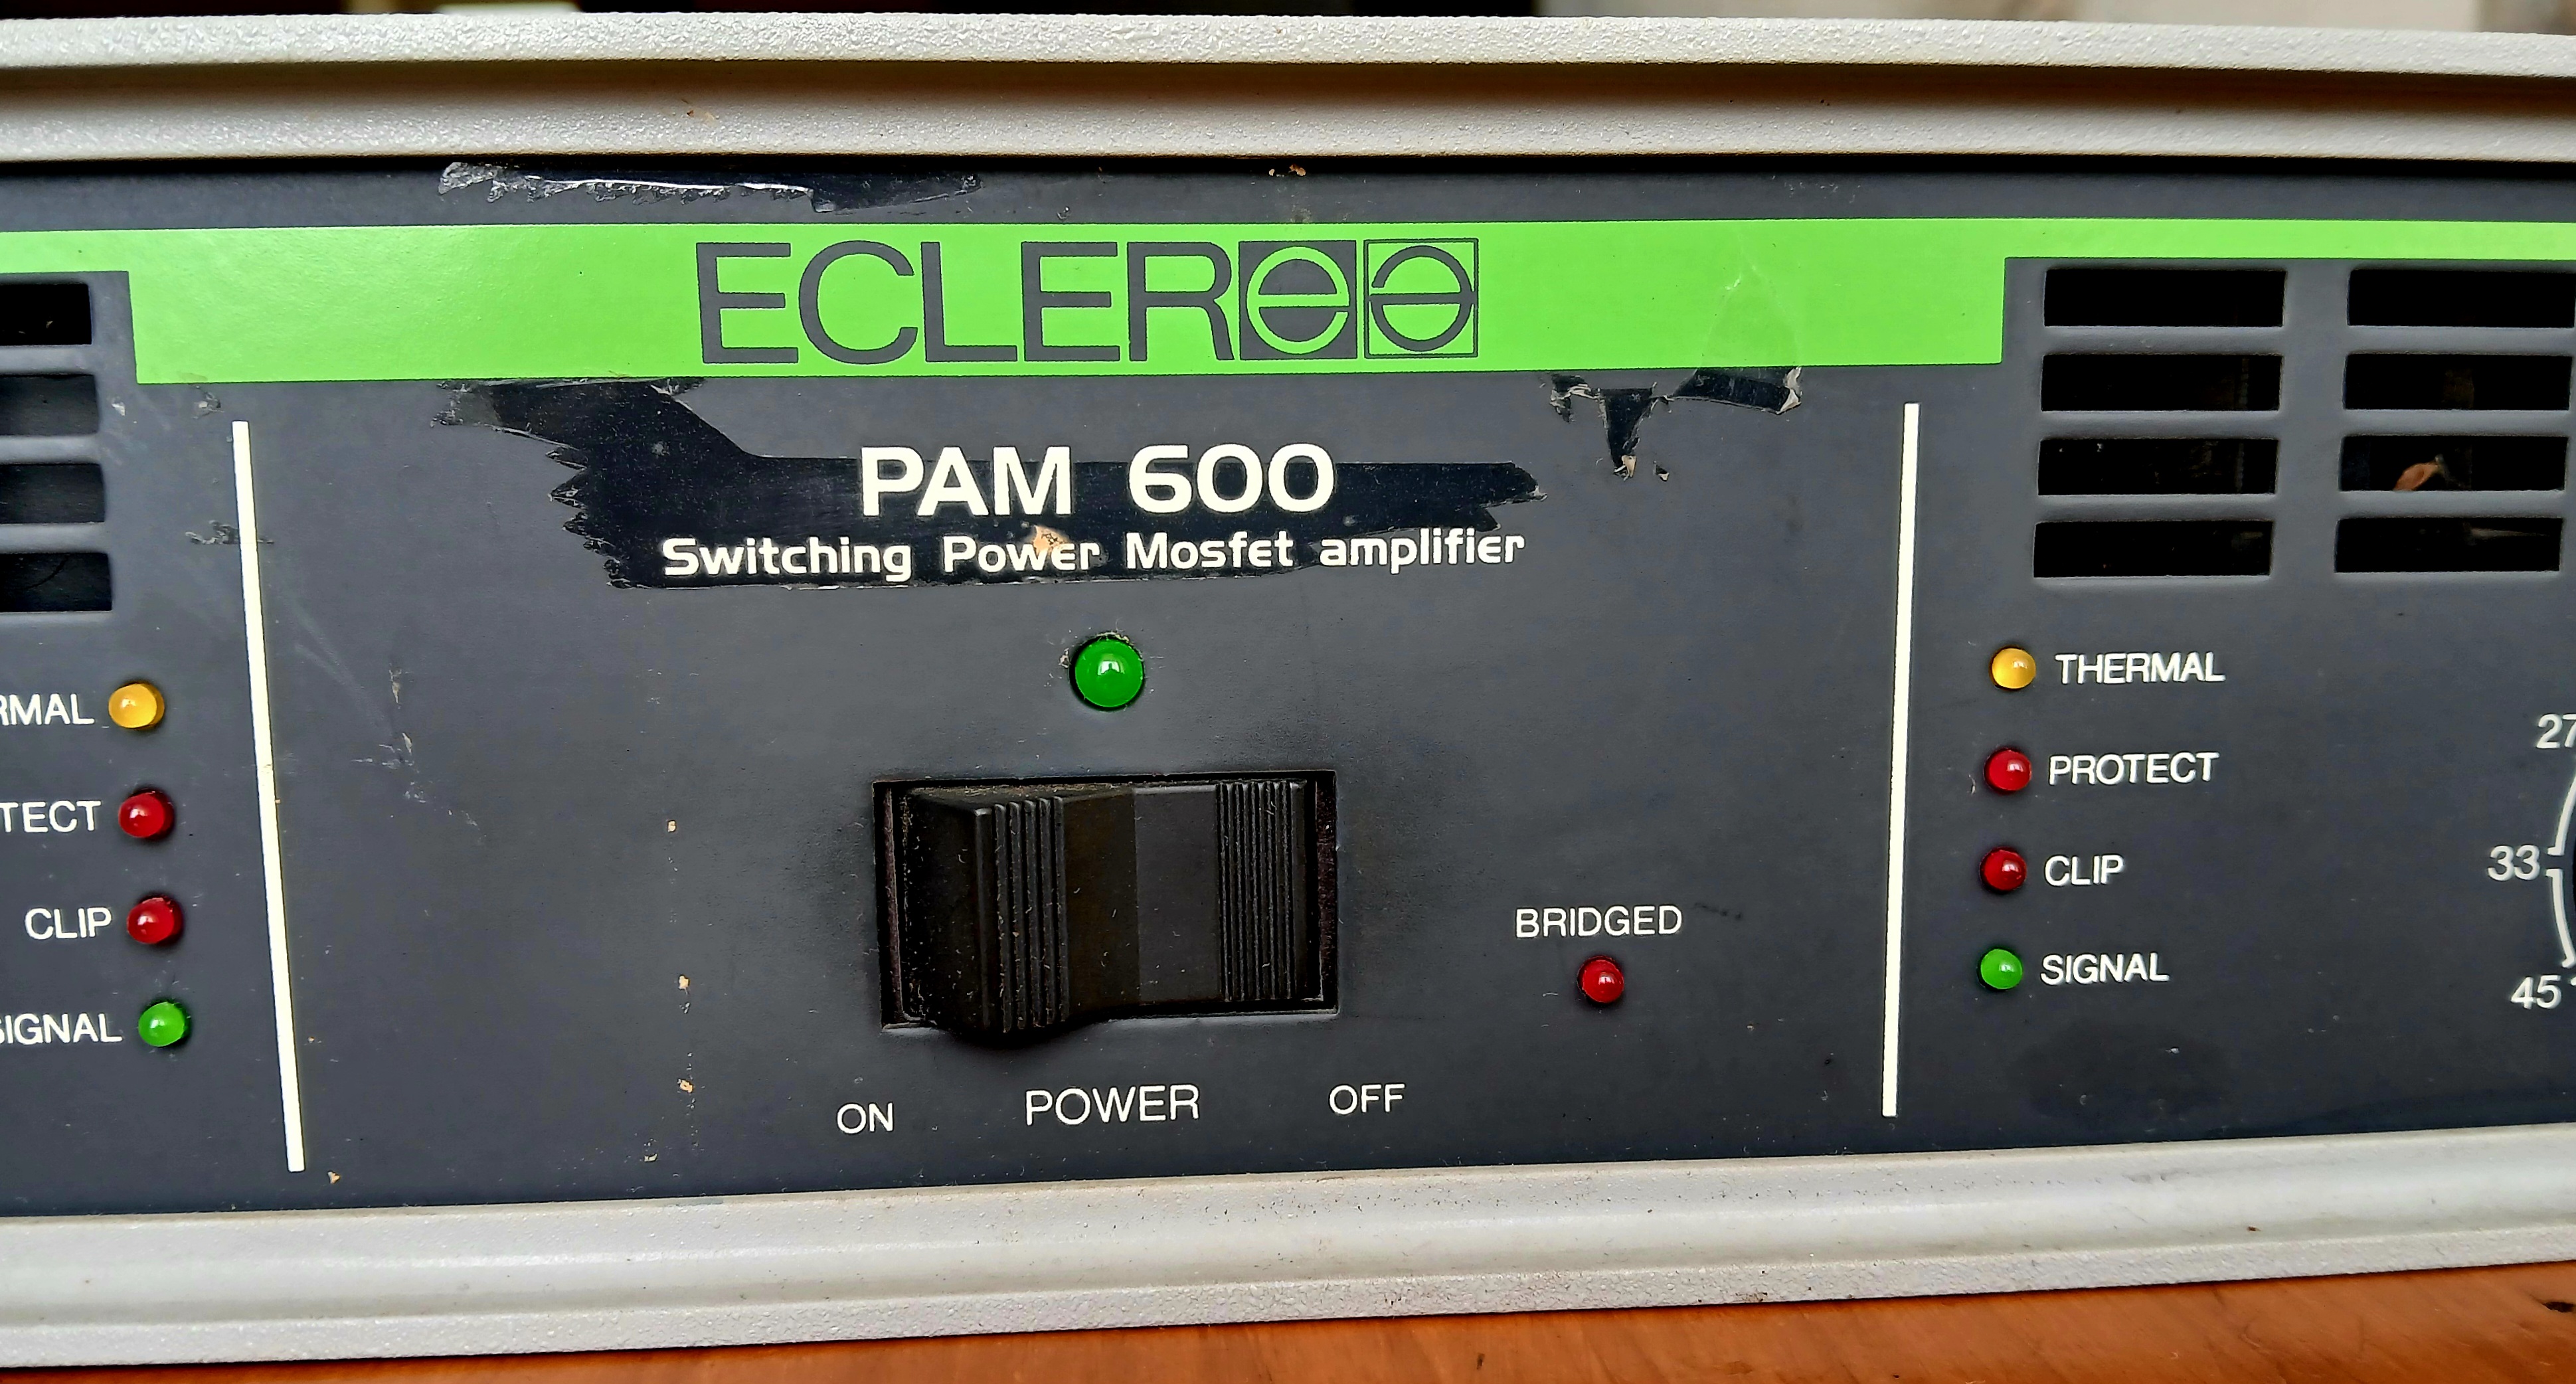 ECLER
PAM 600
Switching Power Mosfet amplifier
RMAL
TECT
CLIP
SIGNAL
ON POWER OFF
BRIDGED
THERMAL
PROTECT
CLIP
SIGNAL
27
33
45